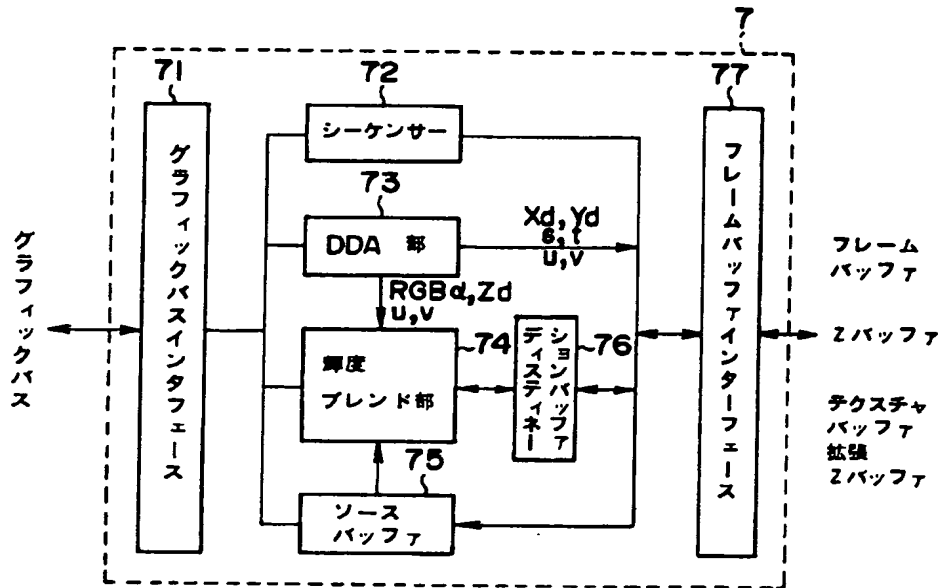 7
71
72
77
シーケンサー
73
DDA 部
Xd, Yd
s, t
u, v
RGBα, Zd
u, v
グラフィックバス
グラフィックバスインタフェース
74
輝度
ブレンド部
ディスティネー
ションバッファ
76
75
ソース
バッファ
フレームバッファインターフェース
フレーム
バッファ
Zバッファ
テクスチャ
バッファ
拡張
Zバッファ